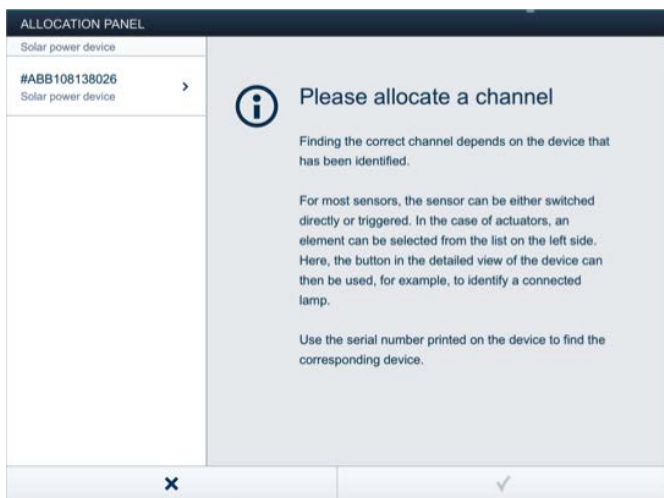 ALLOCATION PANEL
Solar power device
#ABB108138026
Solar power device
Please allocate a channel
Finding the correct channel depends on the device that
has been identified.
For most sensors, the sensor can be either switched
directly or triggered. In the case of actuators, an
element can be selected from the list on the left side.
Here, the button in the detailed view of the device can
then be used, for example, to identify a connected
lamp.
Use the serial number printed on the device to find the
corresponding device.